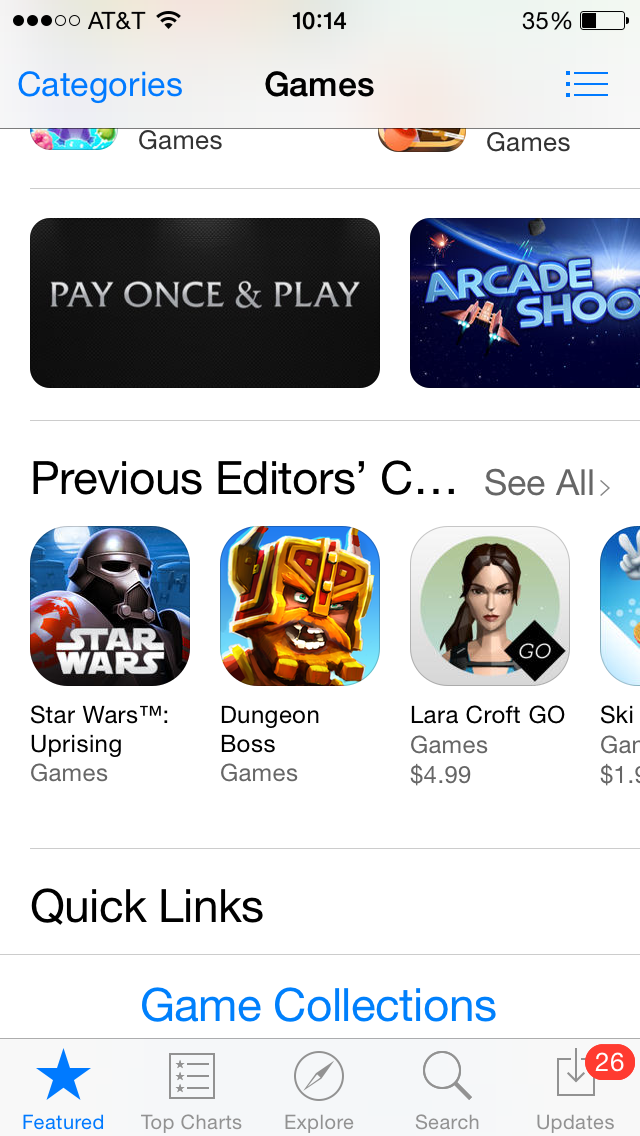 AT&T 10:14 35%
Categories Games
Games Games
PAY ONCE & PLAY
ARCADE
SHOO
Previous Editors’ C… See All
STAR
WARS
GO
Star Wars™: Dungeon Lara Croft GO Ski
Uprising Boss Games Gar
Games Games $4.99 $1.9
Quick Links
Game Collections
26
Featured Top Charts Explore Search Updates